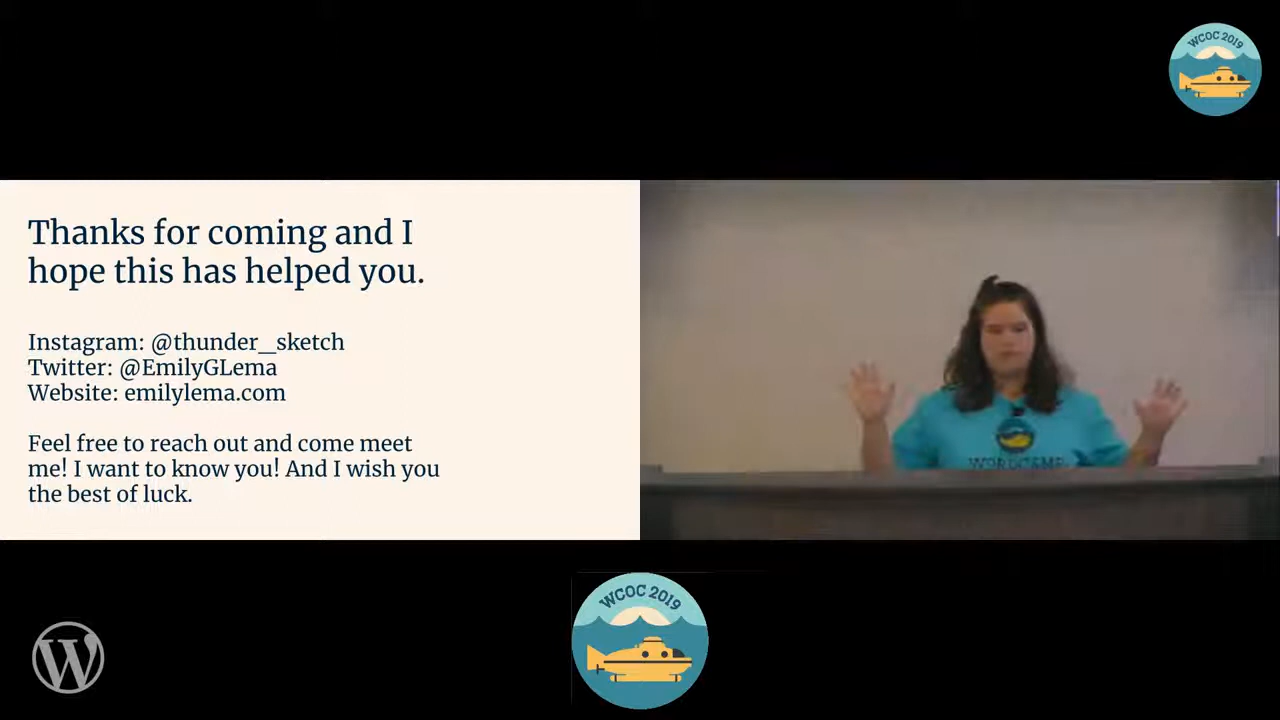 WCOC 2019
Thanks for coming and I
hope this has helped you.
Instagram: @thunder_sketch
Twitter: @EmilyGLema
Website: emilylema.com
Feel free to reach out and come meet
me! I want to know you! And I wish you
the best of luck.
WORDCAMP
W
WCOC 2019